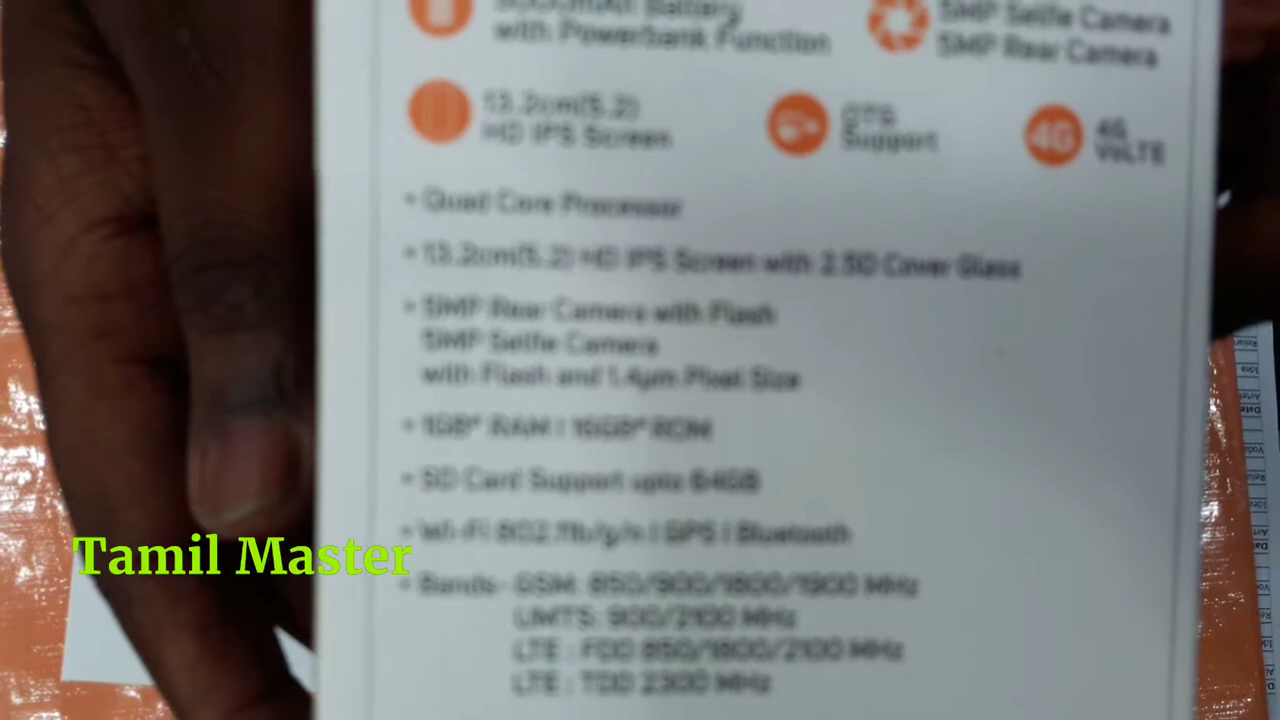 with Powerbank Function
5MP Selfie Camera
5MP Rear Camera
13.2cm(5.2)
HD IPS Screen
OTG
Support
4G
4G
VoLTE
• Quad Core Processor
• 13.2cm(5.2) HD IPS Screen with 2.5D Cover Glass
• 5MP Rear Camera with Flash
5MP Selfie Camera
with Flash and 1.4µm Pixel Size
• 1GB* RAM | 16GB* ROM
• SD Card Support upto 64GB
• Wi-Fi 802.11b/g/n | GPS | Bluetooth
• Bands- GSM: 850/900/1800/1900 MHz
UMTS: 900/2100 MHz
LTE : FDD 850/1800/2100 MHz
LTE : TDD 2300 MHz
Tamil Master